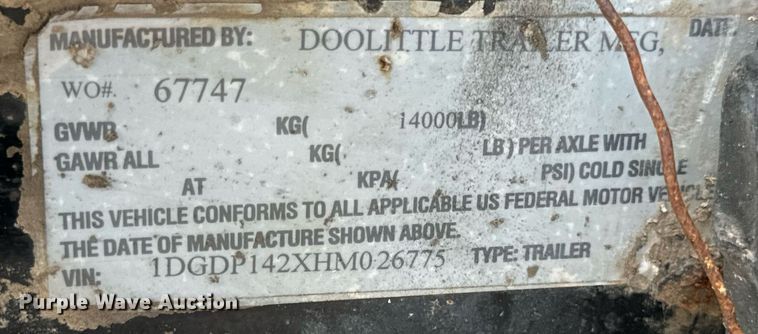 MANUFACTURED BY: DOOLITTLE TRAILER MFG, DATE:
WO#. 67747
GVWR KG( 14000LB)
GAWR ALL KG( LB) PER AXLE WITH
AT KPA/ PSI) COLD SINGLE
THIS VEHICLE CONFORMS TO ALL APPLICABLE US FEDERAL MOTOR VEHICLE
THE DATE OF MANUFACTURE SHOWN ABOVE.
VIN: 1DGDP142XHM026775 TYPE: TRAILER
Purple Wave Auction